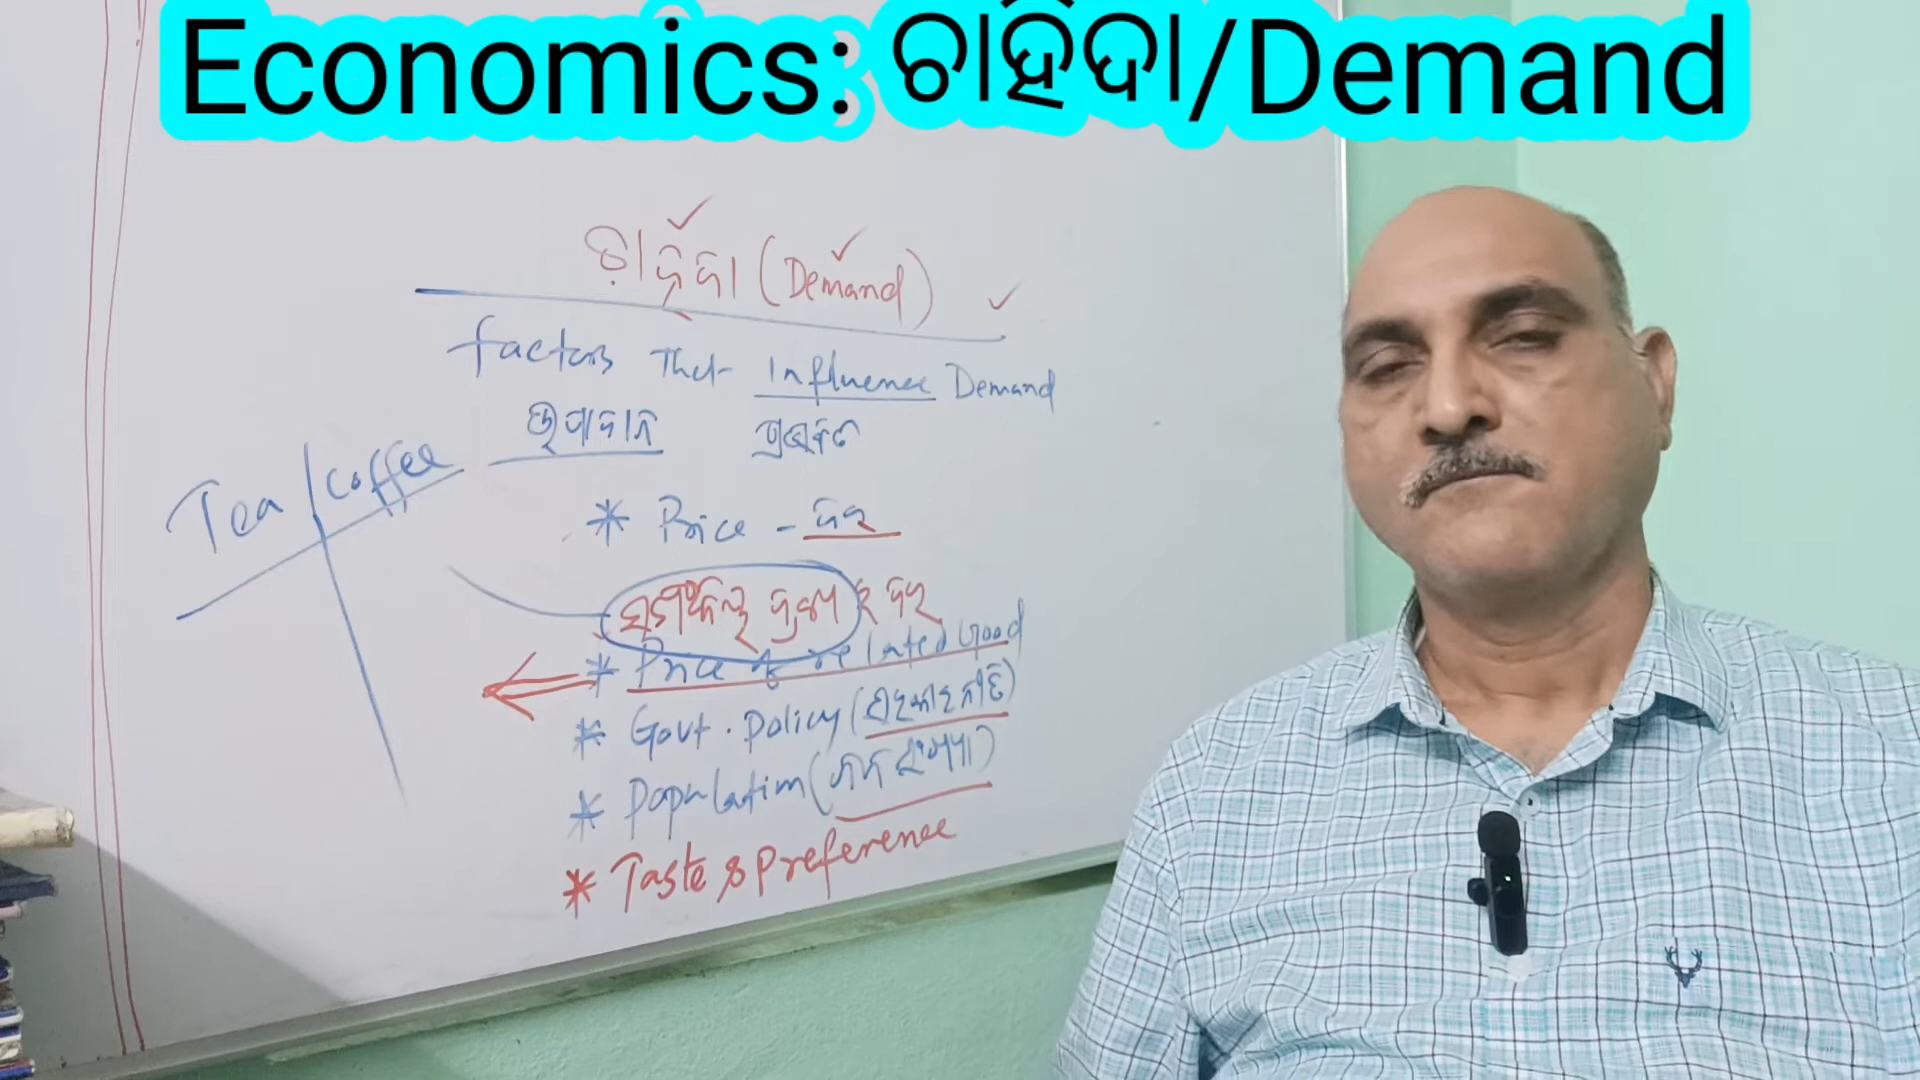 Economics: ଚାହିଦା/Demand
ଚାହିଦା (Demand)
factors That Influence Demand
ଉପାଦାନ ପ୍ରଭାବିତ
Tea/coffee
* Price - ଦର
ସମ୍ପର୍କିତ ଦ୍ରବ୍ୟ ର ଦର
* Price of related Good
* Govt. policy (ସରକାର ନୀତି)
* Population (ଜନସଂଖ୍ୟା)
* Taste & Preference